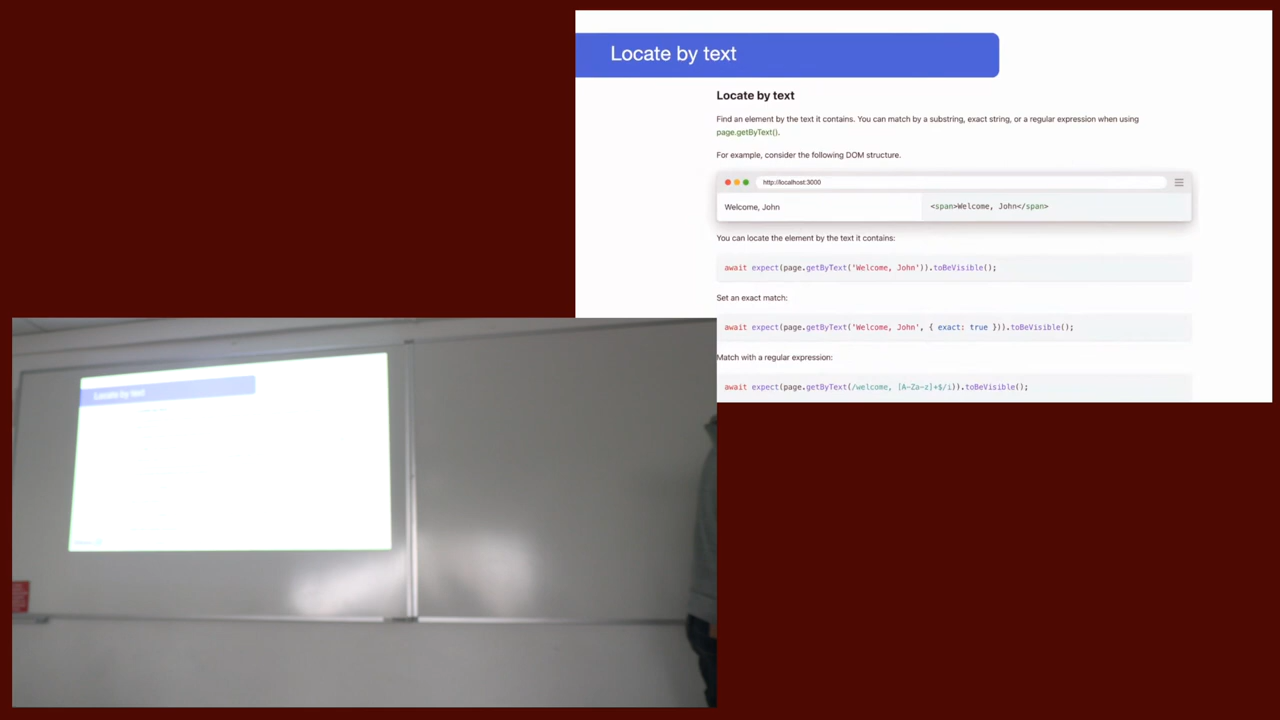 Locate by text
Locate by text
Find an element by the text it contains. You can match by a substring, exact string, or a regular expression when using
page.getByText().
For example, consider the following DOM structure.
http://localhost:3000
Welcome, John
<span>Welcome, John</span>
You can locate the element by the text it contains:
await expect(page.getByText('Welcome, John')).toBeVisible();
Set an exact match:
await expect(page.getByText('Welcome, John', { exact: true })).toBeVisible();
Match with a regular expression:
await expect(page.getByText(/welcome, [A-Za-z]+$/i)).toBeVisible();
Locate by text